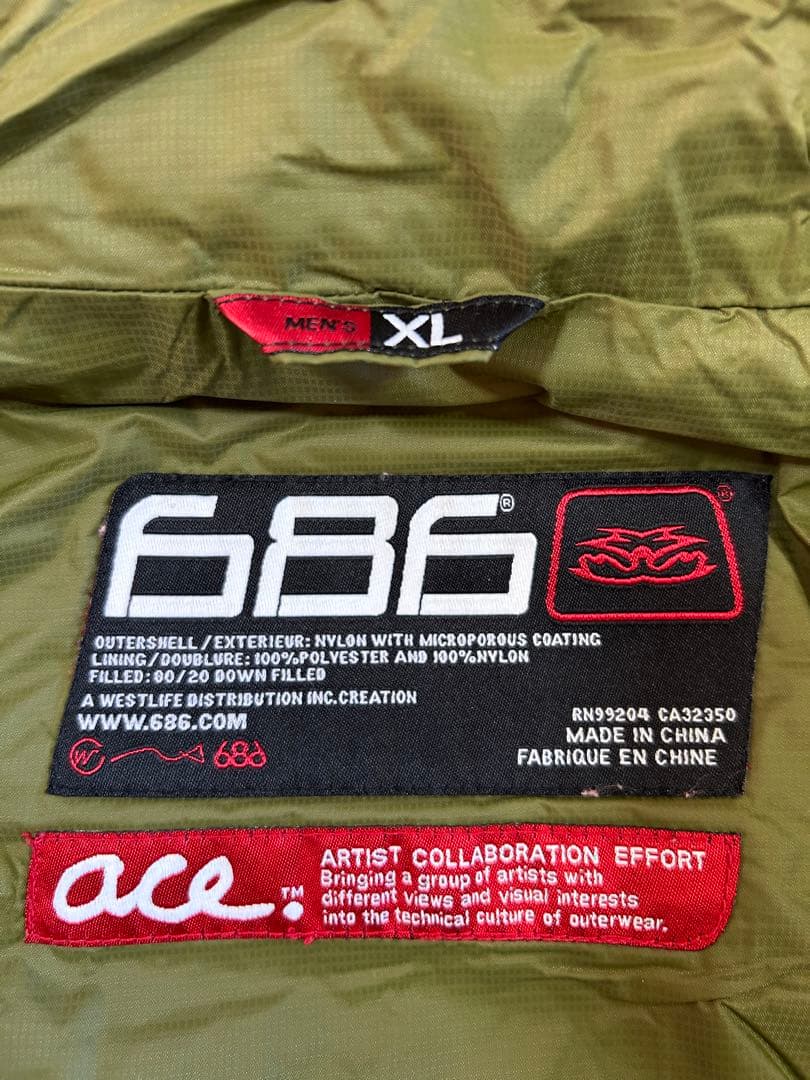 MEN'S XL
686®
®
OUTERSHELL/EXTERIEUR: NYLON WITH MICROPOROUS COATING
LINING/DOUBLURE: 100%POLYESTER AND 100%NYLON
FILLED: 80/20 DOWN FILLED
A WESTLIFE DISTRIBUTION INC.CREATION
WWW.686.COM
RN99204 CA32350
MADE IN CHINA
FABRIQUE EN CHINE
W 686
ace.™
ARTIST COLLABORATION EFFORT
Bringing a group of artists with
different views and visual interests
into the technical culture of outerwear.